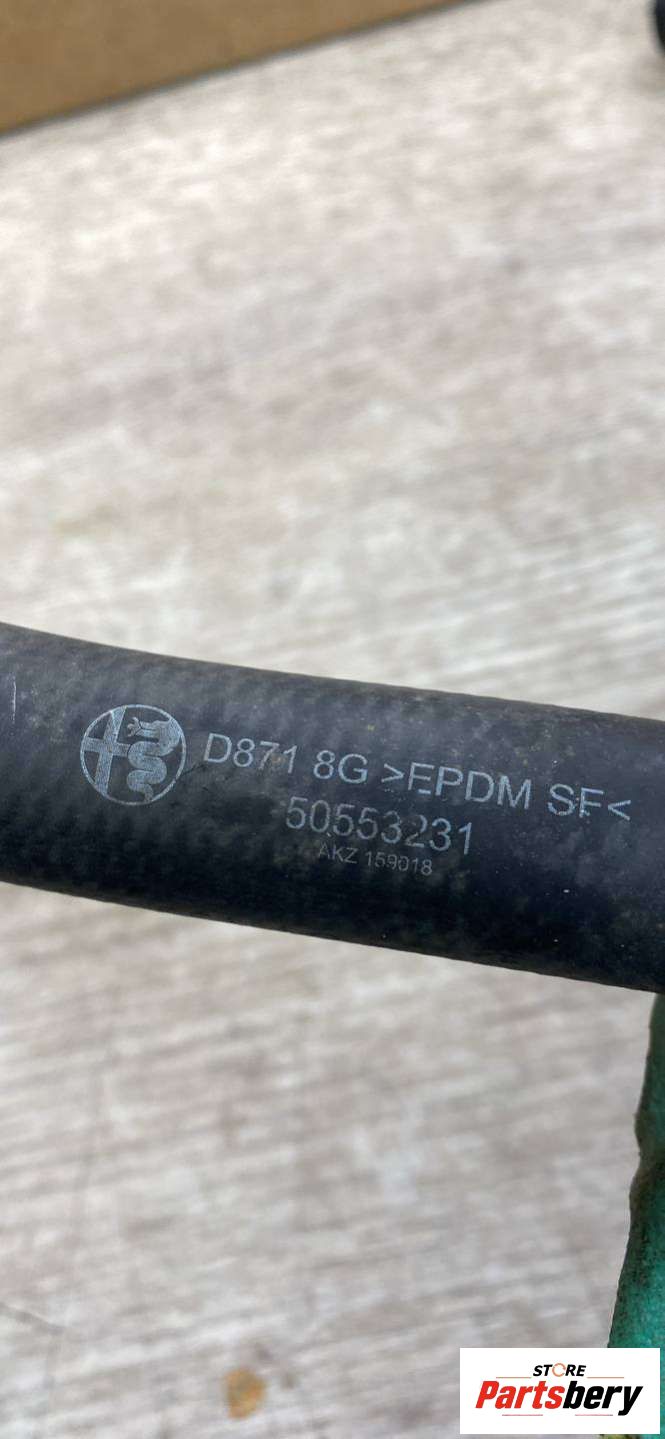 D871 8G >EPDM SF<
50553231
AKZ 159018
STORE
Partsbery